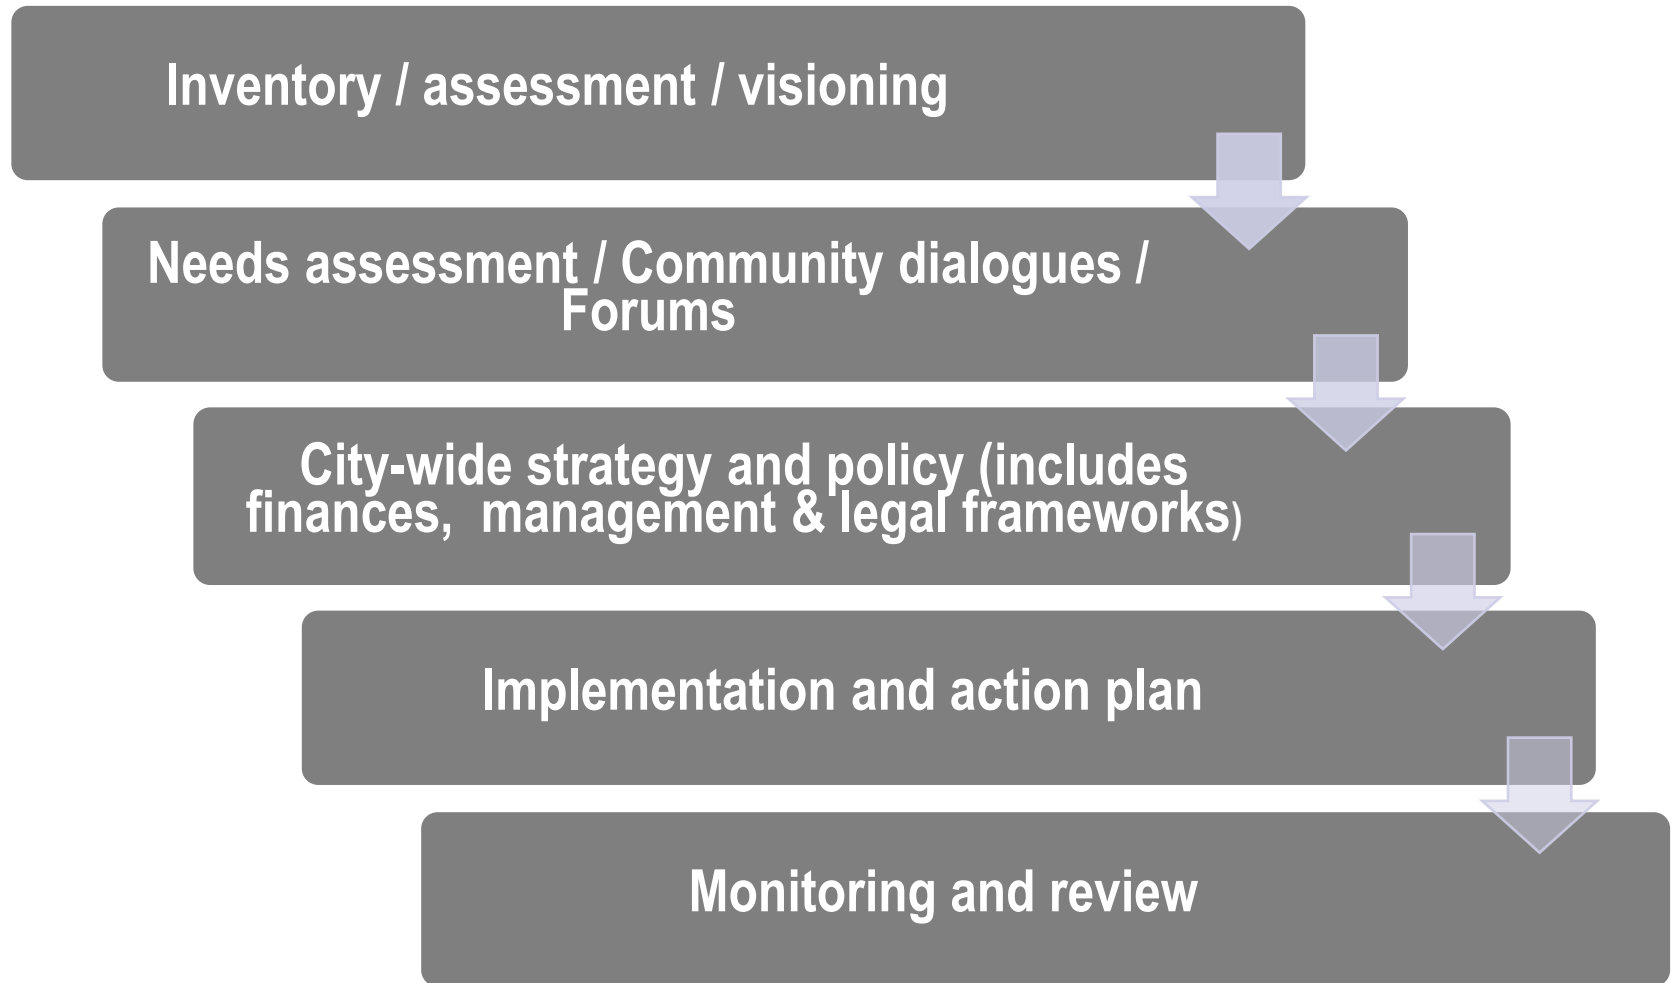 Inventory / assessment / visioning
Needs assessment / Community dialogues /
Forums
City-wide strategy and policy (includes
finances,  management & legal frameworks)
Implementation and action plan
Monitoring and review